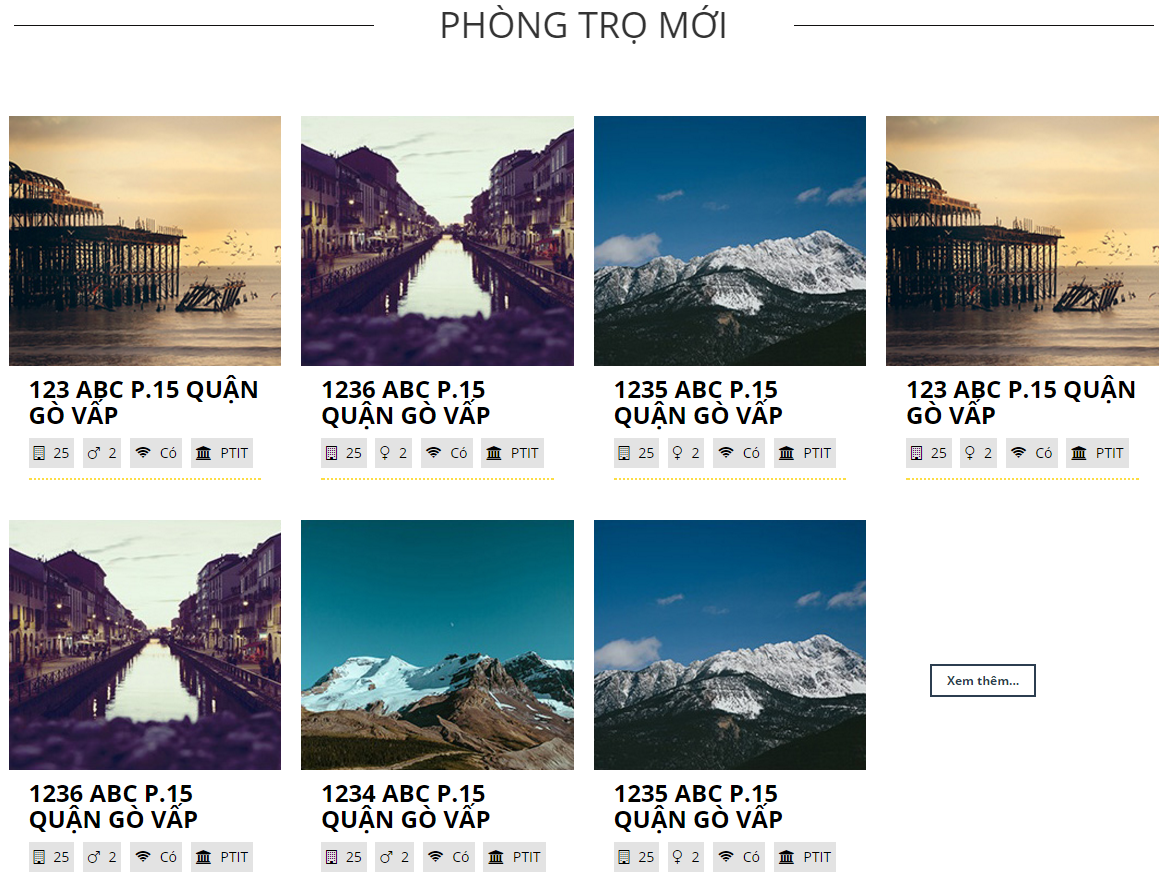 PHÒNG TRỌ MỚI
123 ABC P.15 QUẬN
GÒ VẤP
25 2 Có PTIT
1236 ABC P.15
QUẬN GÒ VẤP
25 2 Có PTIT
1235 ABC P.15
QUẬN GÒ VẤP
25 2 Có PTIT
123 ABC P.15 QUẬN
GÒ VẤP
25 2 Có PTIT
1236 ABC P.15
QUẬN GÒ VẤP
25 2 Có PTIT
1234 ABC P.15
QUẬN GÒ VẤP
25 2 Có PTIT
1235 ABC P.15
QUẬN GÒ VẤP
25 2 Có PTIT
Xem thêm...